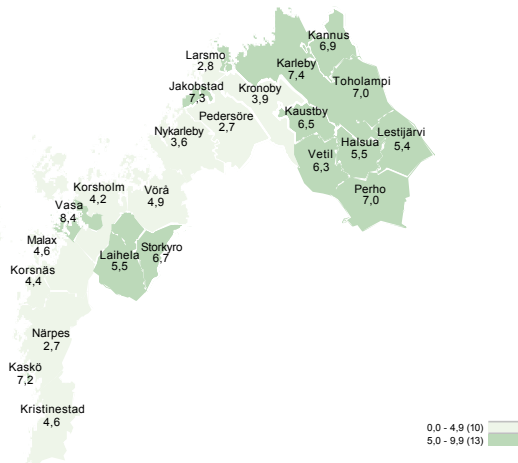 Kannus
6,9
Larsmo
2,8
Karleby
7,4
Jakobstad
7,3
Kronoby
3,9
Toholampi
7,0
Pedersöre
2,7
Kaustby
6,5
Nykarleby
3,6
Lestijärvi
5,4
Halsua
5,5
Vetil
6,3
Perho
7,0
Korsholm
4,2
Vörå
4,9
Vasa
8,4
Malax
4,6
Laihela
5,5
Storkyro
6,7
Korsnäs
4,4
Närpes
2,7
Kaskö
7,2
Kristinestad
4,6
0,0 - 4,9 (10)
5,0 - 9,9 (13)